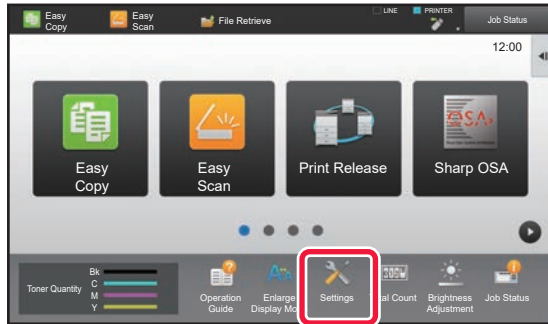 Easy Copy
Easy Scan
File Retrieve
LINE
PRINTER
Job Status
12:00
Easy Copy
Easy Scan
Print Release
Sharp OSA
Toner Quantity
Bk
C
M
Y
Operation Guide
Enlarge
Display Mo
Settings
tal Count
Brightness Adjustment
Job Status